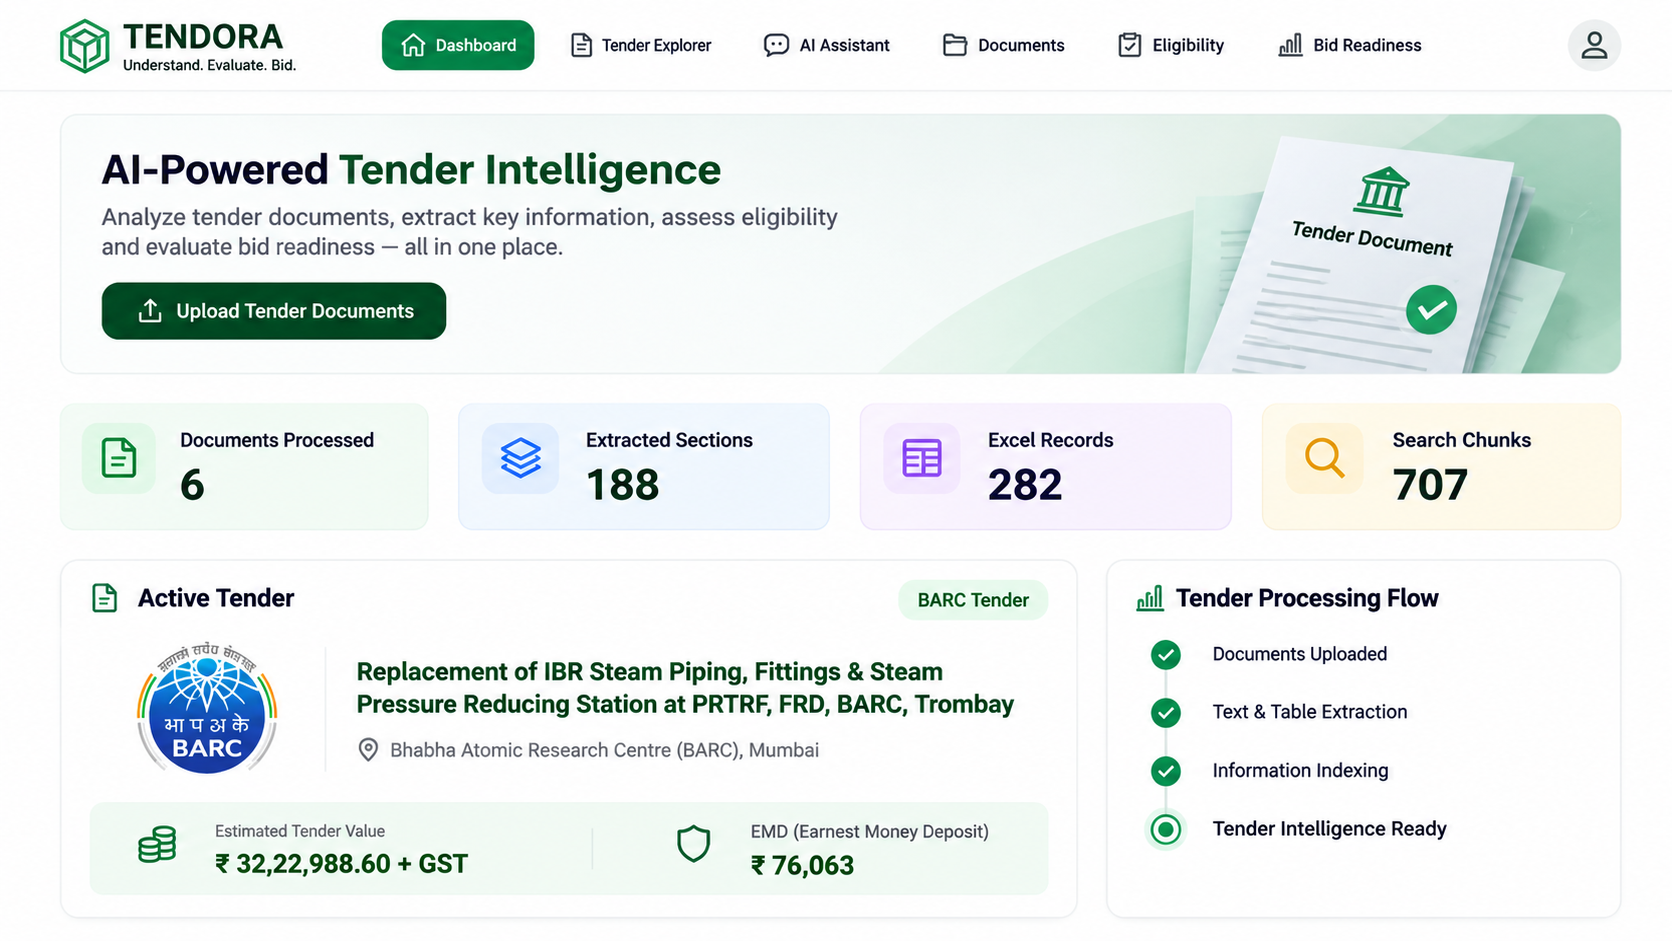 TENDORA
Understand. Evaluate. Bid.
Dashboard
Tender Explorer
AI Assistant
Documents
Eligibility
Bid Readiness
AI-Powered Tender Intelligence
Analyze tender documents, extract key information, assess eligibility
and evaluate bid readiness — all in one place.
Upload Tender Documents
Tender Document
Documents Processed
6
Extracted Sections
188
Excel Records
282
Search Chunks
707
Active Tender
BARC Tender
भा प अ के
BARC
Replacement of IBR Steam Piping, Fittings & Steam
Pressure Reducing Station at PRTRF, FRD, BARC, Trombay
Bhabha Atomic Research Centre (BARC), Mumbai
Estimated Tender Value
₹ 32,22,988.60 + GST
EMD (Earnest Money Deposit)
₹ 76,063
Tender Processing Flow
Documents Uploaded
Text & Table Extraction
Information Indexing
Tender Intelligence Ready